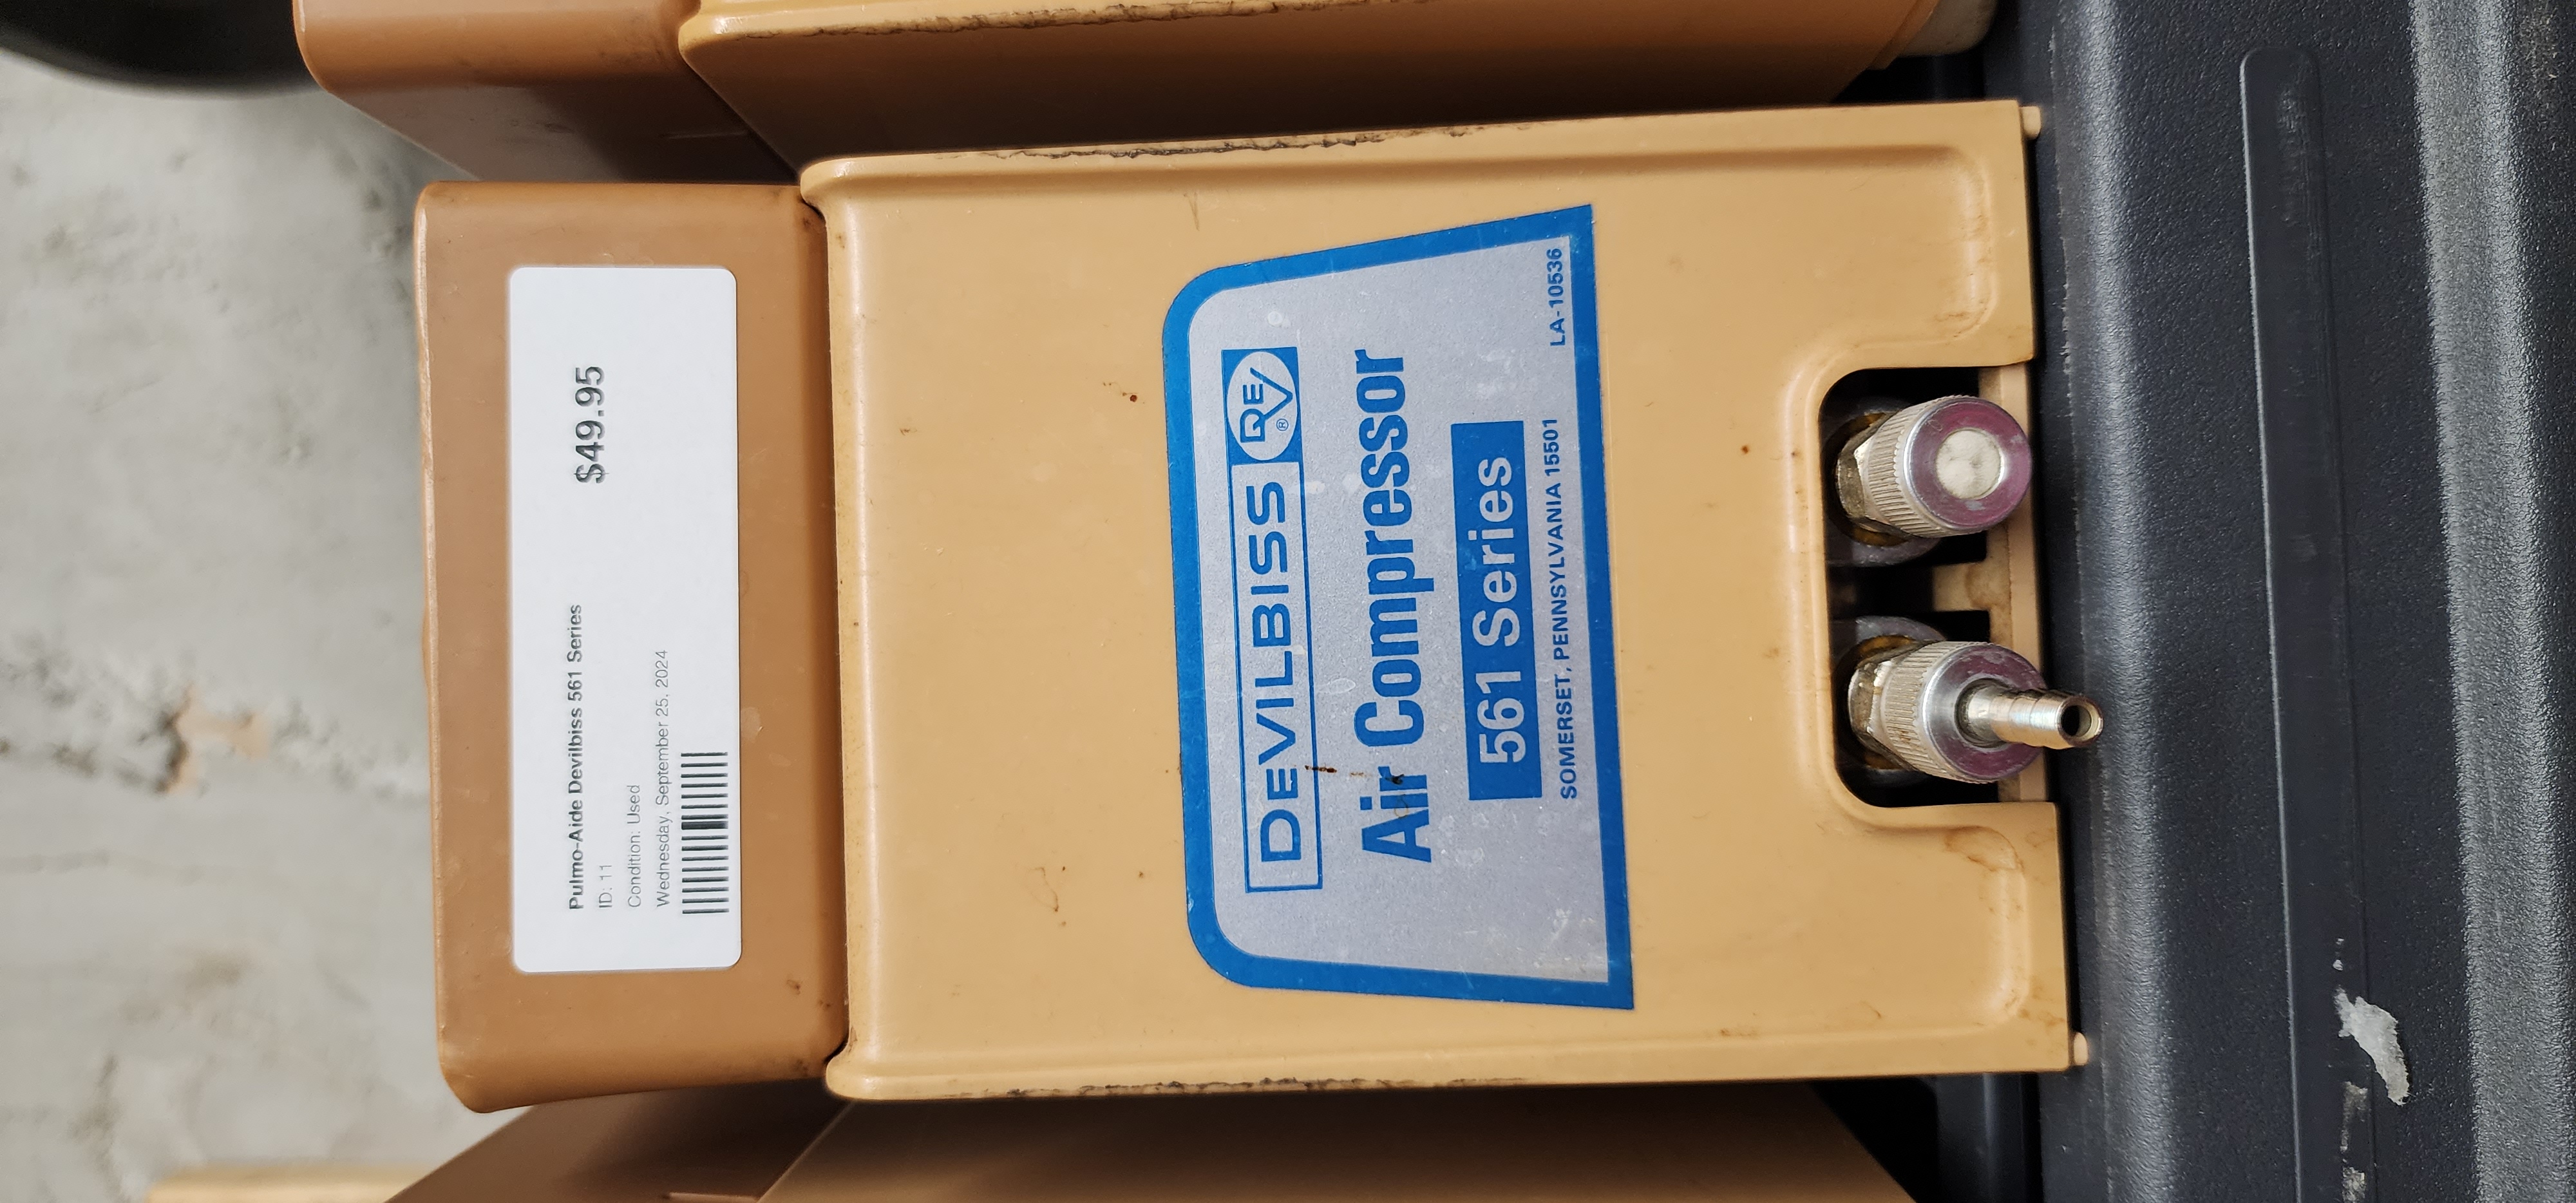 Pulmo-Aide Devilbiss 561 Series
ID: 11
$49.95
Condition: Used
Wednesday, September 25, 2024
DEVILBISS
RE
®
Air Compressor
561 Series
SOMERSET, PENNSYLVANIA 15501
LA-10536